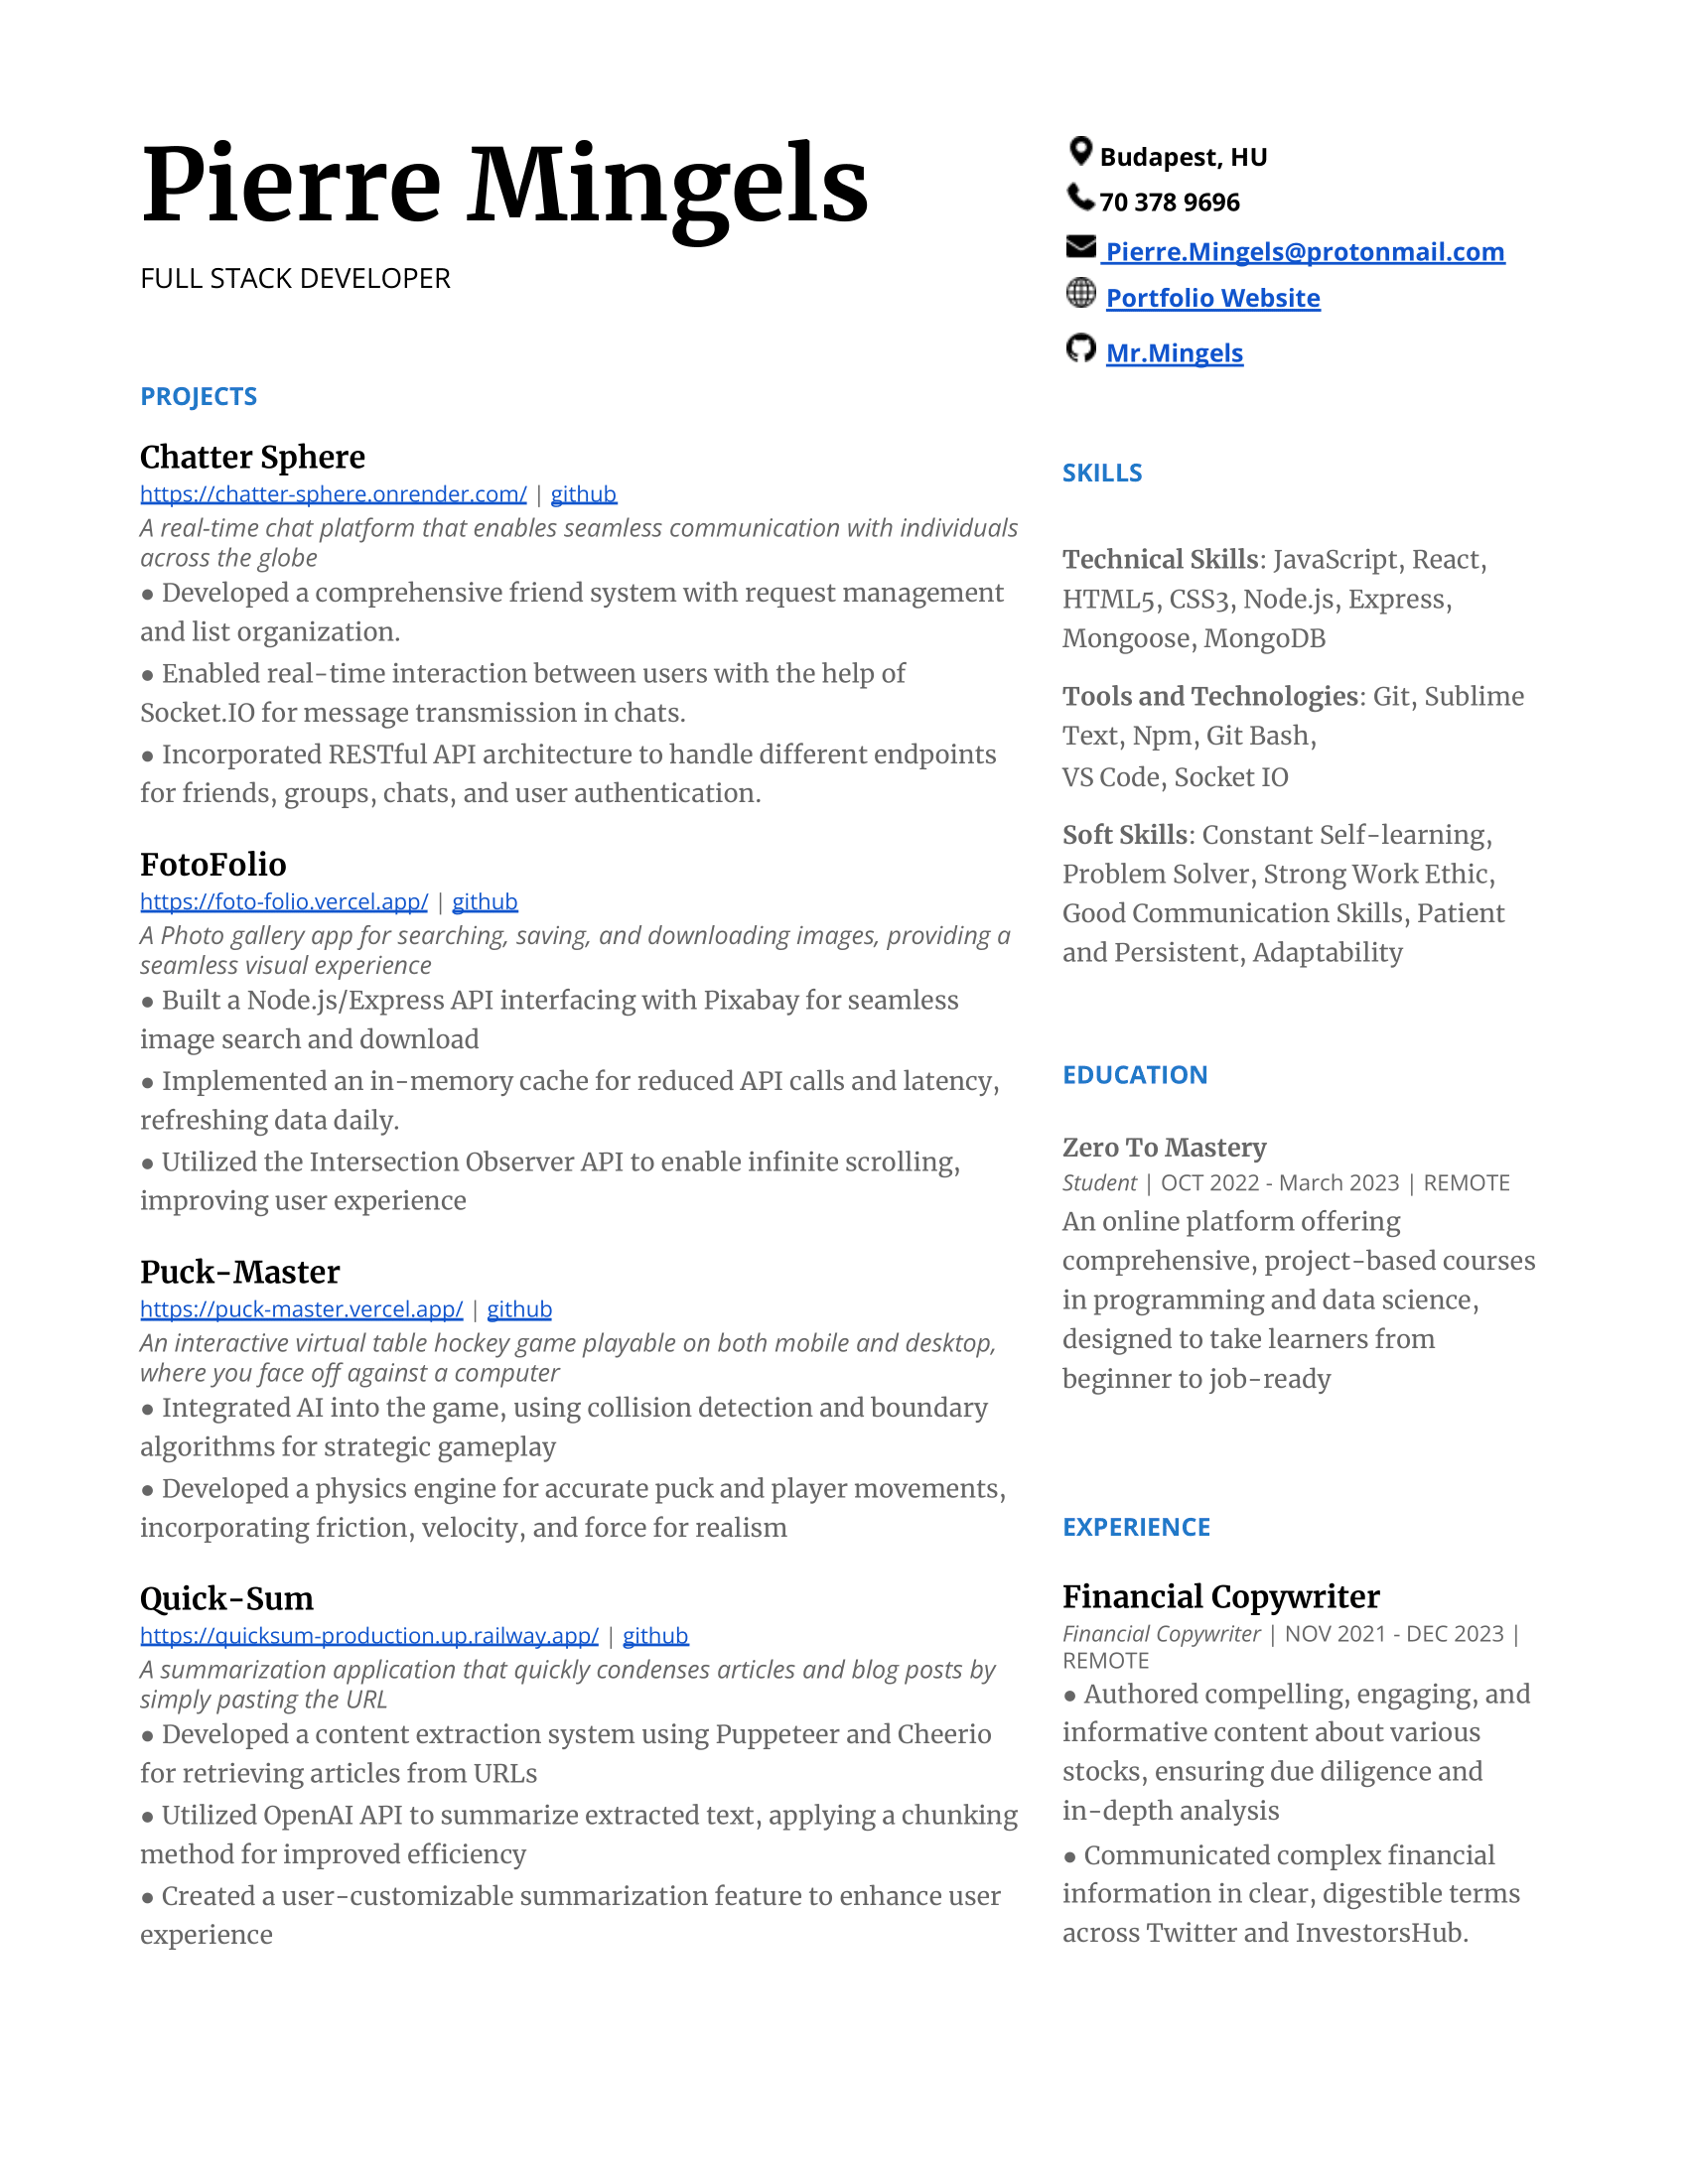 Pierre Mingels
FULL STACK DEVELOPER
Budapest, HU
70 378 9696
Pierre.Mingels@protonmail.com
Portfolio Website
Mr.Mingels
PROJECTS
Chatter Sphere
https://chatter-sphere.onrender.com/ | github
A real-time chat platform that enables seamless communication with individuals
across the globe
● Developed a comprehensive friend system with request management
and list organization.
● Enabled real-time interaction between users with the help of
Socket.IO for message transmission in chats.
● Incorporated RESTful API architecture to handle different endpoints
for friends, groups, chats, and user authentication.
FotoFolio
https://foto-folio.vercel.app/ | github
A Photo gallery app for searching, saving, and downloading images, providing a
seamless visual experience
● Built a Node.js/Express API interfacing with Pixabay for seamless
image search and download
● Implemented an in-memory cache for reduced API calls and latency,
refreshing data daily.
● Utilized the Intersection Observer API to enable infinite scrolling,
improving user experience
Puck-Master
https://puck-master.vercel.app/ | github
An interactive virtual table hockey game playable on both mobile and desktop,
where you face off against a computer
● Integrated AI into the game, using collision detection and boundary
algorithms for strategic gameplay
● Developed a physics engine for accurate puck and player movements,
incorporating friction, velocity, and force for realism
Quick-Sum
https://quicksum-production.up.railway.app/ | github
A summarization application that quickly condenses articles and blog posts by
simply pasting the URL
● Developed a content extraction system using Puppeteer and Cheerio
for retrieving articles from URLs
● Utilized OpenAI API to summarize extracted text, applying a chunking
method for improved efficiency
● Created a user-customizable summarization feature to enhance user
experience
SKILLS
Technical Skills: JavaScript, React,
HTML5, CSS3, Node.js, Express,
Mongoose, MongoDB
Tools and Technologies: Git, Sublime
Text, Npm, Git Bash,
VS Code, Socket IO
Soft Skills: Constant Self-learning,
Problem Solver, Strong Work Ethic,
Good Communication Skills, Patient
and Persistent, Adaptability
EDUCATION
Zero To Mastery
Student | OCT 2022 - March 2023 | REMOTE
An online platform offering
comprehensive, project-based courses
in programming and data science,
designed to take learners from
beginner to job-ready
EXPERIENCE
Financial Copywriter
Financial Copywriter | NOV 2021 - DEC 2023 |
REMOTE
● Authored compelling, engaging, and
informative content about various
stocks, ensuring due diligence and
in-depth analysis
● Communicated complex financial
information in clear, digestible terms
across Twitter and InvestorsHub.